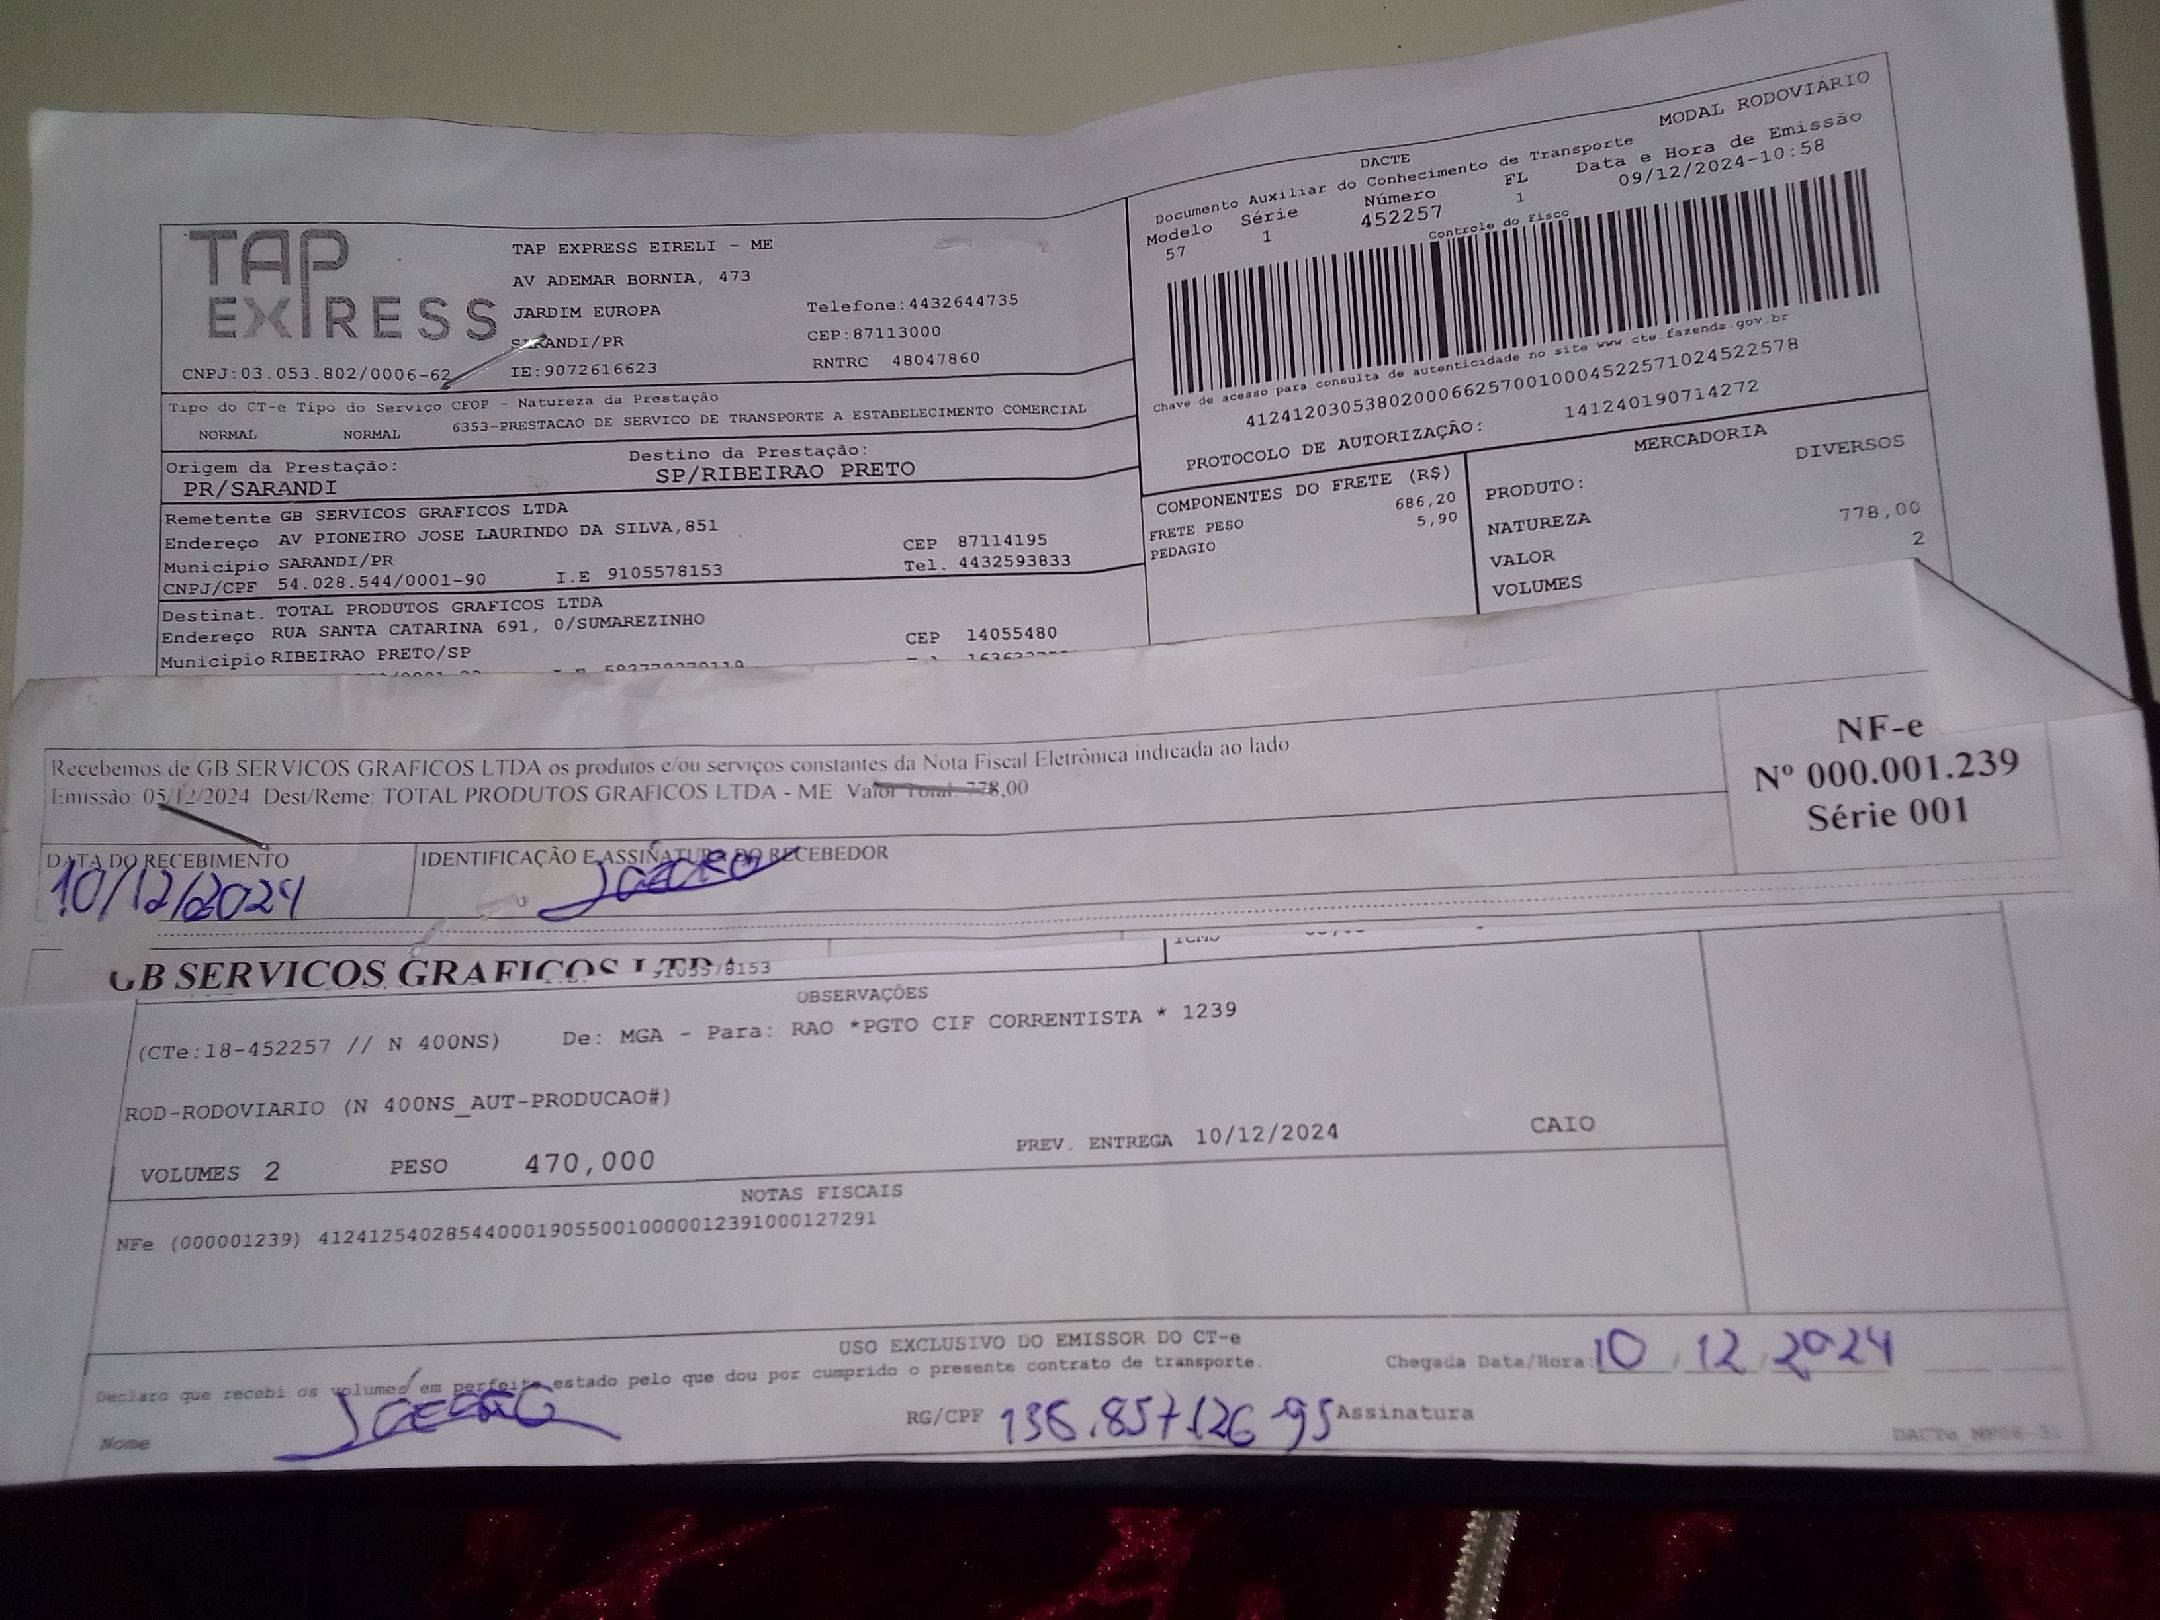 TAP
EXPRESS
TAP EXPRESS EIRELI - ME
AV ADEMAR BORNIA, 473
JARDIM EUROPA Telefone:4432644735
SARANDI/PR CEP:87113000
CNPJ:03.053.802/0006-62 IE:9072616623 RNTRC 48047860
MODAL RODOVIÁRIO
DACTE
Documento Auxiliar do Conhecimento de Transporte
Modelo Série Número FL Data e Hora de Emissão
57 1 452257 1 09/12/2024-10:58
Controle do Fisco
Chave de acesso para consulta de autenticidade no site www.cte.fazenda.gov.br
41241203053802000662570010004522571024522578
PROTOCOLO DE AUTORIZAÇÃO: 141240190714272
Tipo do CT-e Tipo do Serviço CFOP - Natureza da Prestação
NORMAL NORMAL 6353-PRESTACAO DE SERVICO DE TRANSPORTE A ESTABELECIMENTO COMERCIAL
Origem da Prestação: Destino da Prestação:
PR/SARANDI SP/RIBEIRAO PRETO
Remetente GB SERVICOS GRAFICOS LTDA
Endereço AV PIONEIRO JOSE LAURINDO DA SILVA,851
Município SARANDI/PR CEP 87114195
CNPJ/CPF 54.028.544/0001-90 I.E 9105578153 Tel. 4432593833
Destinat. TOTAL PRODUTOS GRAFICOS LTDA
Endereço RUA SANTA CATARINA 691, 0/SUMAREZINHO
Município RIBEIRAO PRETO/SP CEP 14055480
COMPONENTES DO FRETE (R$)
FRETE PESO 686,20
PEDAGIO 5,90
MERCADORIA
PRODUTO: DIVERSOS
NATUREZA
VALOR 778,00
VOLUMES 2
Recebemos de GB SERVICOS GRAFICOS LTDA os produtos e/ou serviços constantes da Nota Fiscal Eletrônica indicada ao lado
Emissão: 05/12/2024 Dest/Reme: TOTAL PRODUTOS GRAFICOS LTDA - ME Valor Total: 778,00
NF-e
Nº 000.001.239
Série 001
DATA DO RECEBIMENTO IDENTIFICAÇÃO E ASSINATURA DO RECEBEDOR
10/12/2024
GB SERVICOS GRAFICOS LTDA
OBSERVAÇÕES
(CTe:18-452257 // N 400NS) De: MGA - Para: RAO *PGTO CIF CORRENTISTA * 1239
ROD-RODOVIARIO (N 400NS_AUT-PRODUCAO#)
VOLUMES 2 PESO 470,000 PREV. ENTREGA 10/12/2024 CAIO
NOTAS FISCAIS
NFe (000001239) 41241254028544000190550010000012391000127291
USO EXCLUSIVO DO EMISSOR DO CT-e
Declaro que recebi os volumes em perfeito estado pelo que dou por cumprido o presente contrato de transporte. Chegada Data/Hora: 10/12/2024
Nome RG/CPF 136.857.126 95 Assinatura